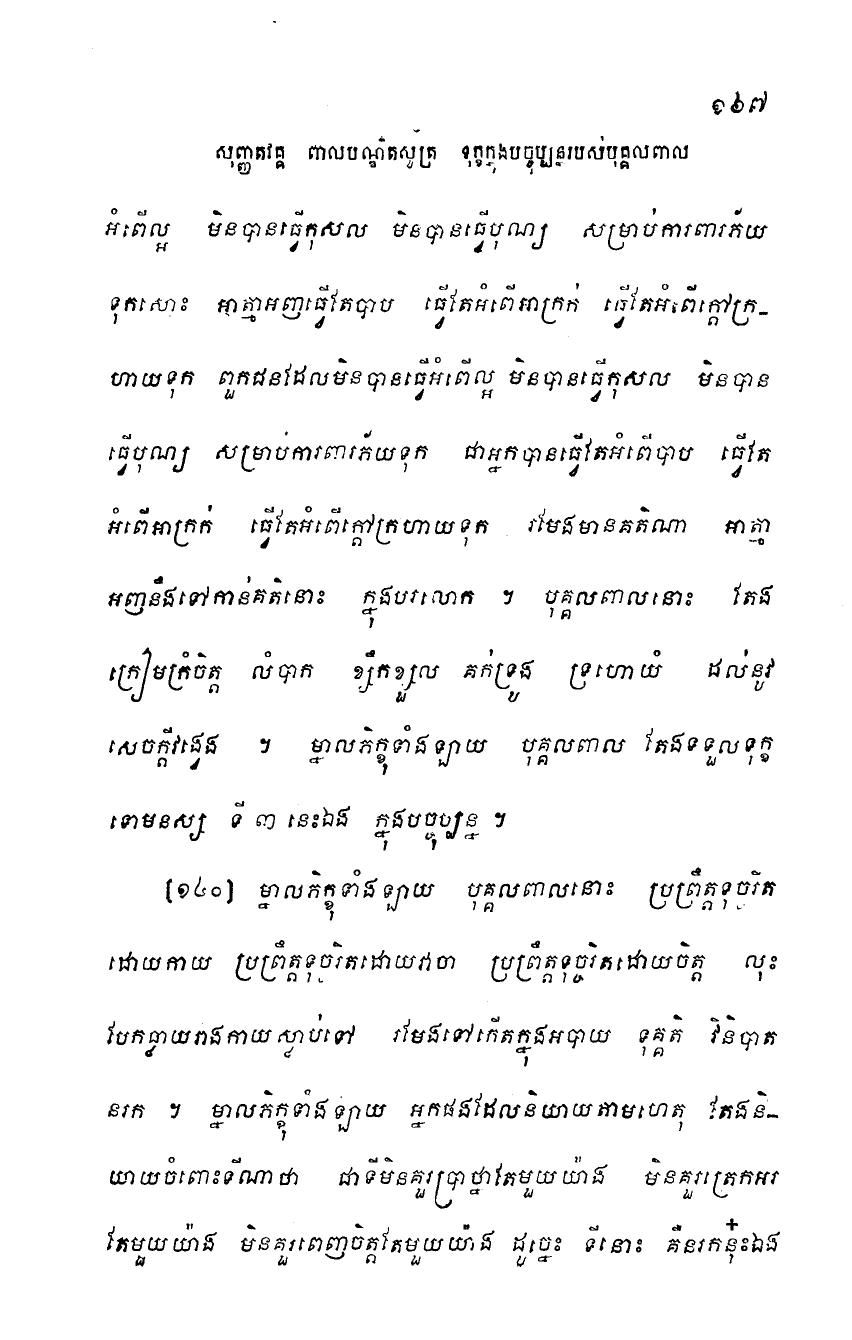 ១៦៧
សុញ្ញតវគ្គ ពាលបណ្ឌិតសូត្រ ទុក្ខក្នុងបច្ចុប្បន្នរបស់បុគ្គលពាល
អំពើល្អ មិនបានធ្វើកុសល មិនបានធ្វើបុណ្យ សម្រាប់ការពារភ័យ
ទុកសោះ អាត្មាអញធ្វើតែបាប ធ្វើតែអំពើអាក្រក់ ធ្វើតែអំពើក្តៅក្រ-
ហាយទុក ពួកជនដែលមិនបានធ្វើអំពើល្អ មិនបានធ្វើកុសល មិនបាន
ធ្វើបុណ្យ សម្រាប់ការពារភ័យទុក ជាអ្នកបានធ្វើតែអំពើបាប ធ្វើតែ
អំពើអាក្រក់ ធ្វើតែអំពើក្តៅក្រហាយទុក រមែងមានគតិណា អាត្មា
អញនឹងទៅកាន់គតិនោះ ក្នុងបរលោក ។ បុគ្គលពាលនោះ តែង
ក្រៀមក្រំចិត្ត លំបាក ខ្សឹកខ្សួល គក់ទ្រូង ទ្រហោយំ ដល់នូវ
សេចក្តីវង្វេង ។ ម្នាលភិក្ខុទាំងឡាយ បុគ្គលពាល តែងទទួលទុក្ខ
ទោមនស្ស ទី ៣ នេះឯង ក្នុងបច្ចុប្បន្ន ។
[១៤០] ម្នាលភិក្ខុទាំងឡាយ បុគ្គលពាលនោះ ប្រព្រឹត្តទុច្ចរិត
ដោយកាយ ប្រព្រឹត្តទុច្ចរិតដោយវាចា ប្រព្រឹត្តទុច្ចរិតដោយចិត្ត លុះ
បែកធ្លាយរាងកាយស្លាប់ទៅ រមែងទៅកើតក្នុងអបាយ ទុគ្គតិ វិនិបាត
នរក ។ ម្នាលភិក្ខុទាំងឡាយ អ្នកផងដែលនិយាយតាមហេតុ តែងនិ-
យាយចំពោះទីណាថា ជាទីមិនគួរប្រាថ្នាតែមួយយ៉ាង មិនគួរត្រេកអរ
តែមួយយ៉ាង មិនគួរពេញចិត្តតែមួយយ៉ាង ដូច្នេះ ទីនោះ គឺនរកនុ៎ះឯង